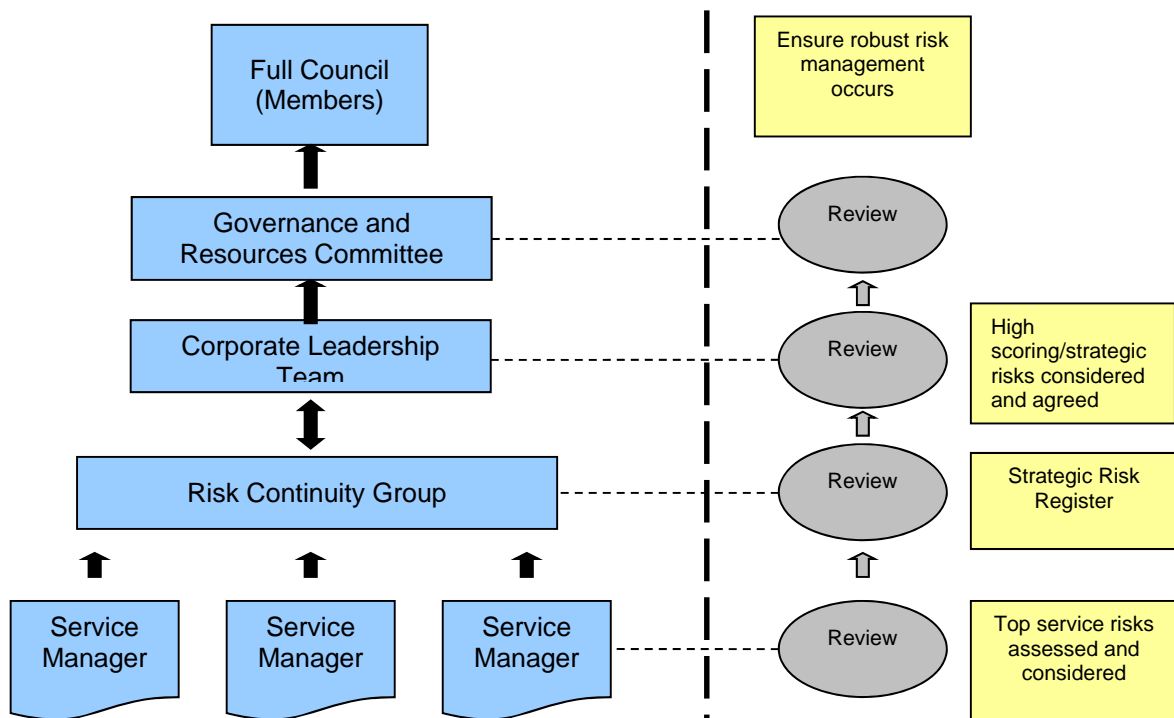 Full Council
(Members)
Ensure robust risk
management
occurs
Governance and
Resources Committee
Review
Corporate Leadership
Team
Review
High
scoring/strategic
risks considered
and agreed
Risk Continuity Group
Review
Strategic Risk
Register
Service
Manager
Service
Manager
Service
Manager
Review
Top service risks
assessed and
considered